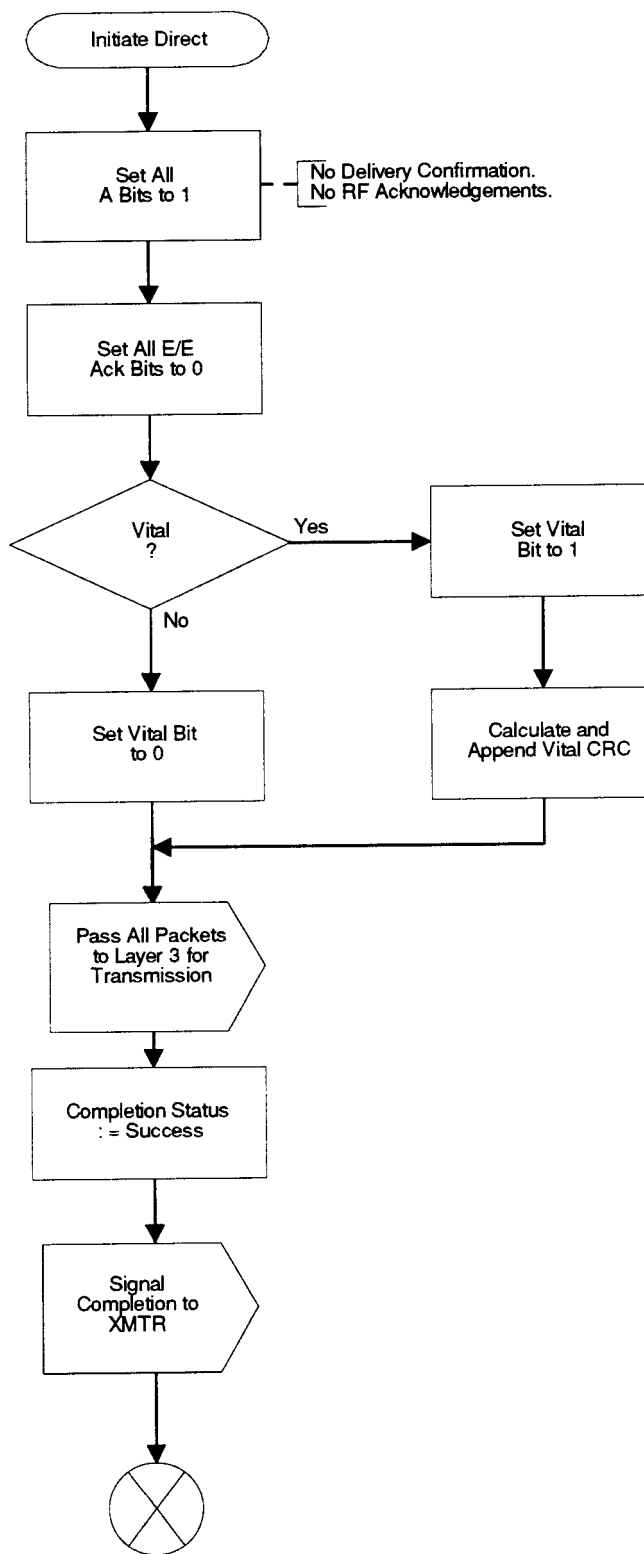 Initiate Direct
Set All
A Bits to 1
No Delivery Confirmation.
No RF Acknowledgements.
Set All E/E
Ack Bits to 0
Vital
?
Yes
Set Vital
Bit to 1
No
Set Vital Bit
to 0
Calculate and
Append Vital CRC
Pass All Packets
to Layer 3 for
Transmission
Completion Status
: = Success
Signal
Completion to
XMTR